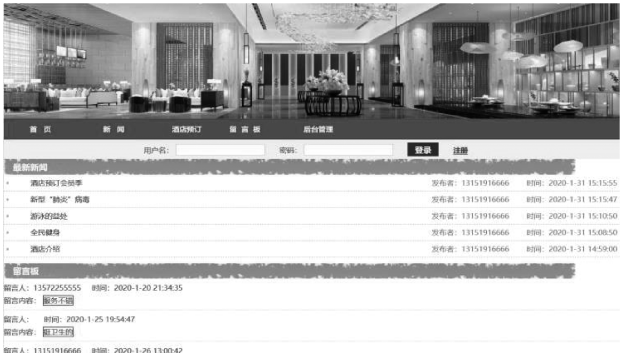 首 页 新 闻 酒店预订 留 言 板 后台管理
用户名： 密码： 登录 注册
最新新闻
酒店预订会员季 发布者：13151916666 时间：2020-1-31 15:15:55
新型“肺炎”病毒 发布者：13151916666 时间：2020-1-31 15:15:47
游泳的益处 发布者：13151916666 时间：2020-1-31 15:10:50
全民健身 发布者：13151916666 时间：2020-1-31 15:08:50
酒店介绍 发布者：13151916666 时间：2020-1-31 14:59:00
留言板
留言人：13572255555 时间：2020-1-20 21:34:35
留言内容：服务不错
留言人： 时间：2020-1-25 19:54:47
留言内容：挺卫生的
留言人：13151916666 时间：2020-1-26 13:00:42